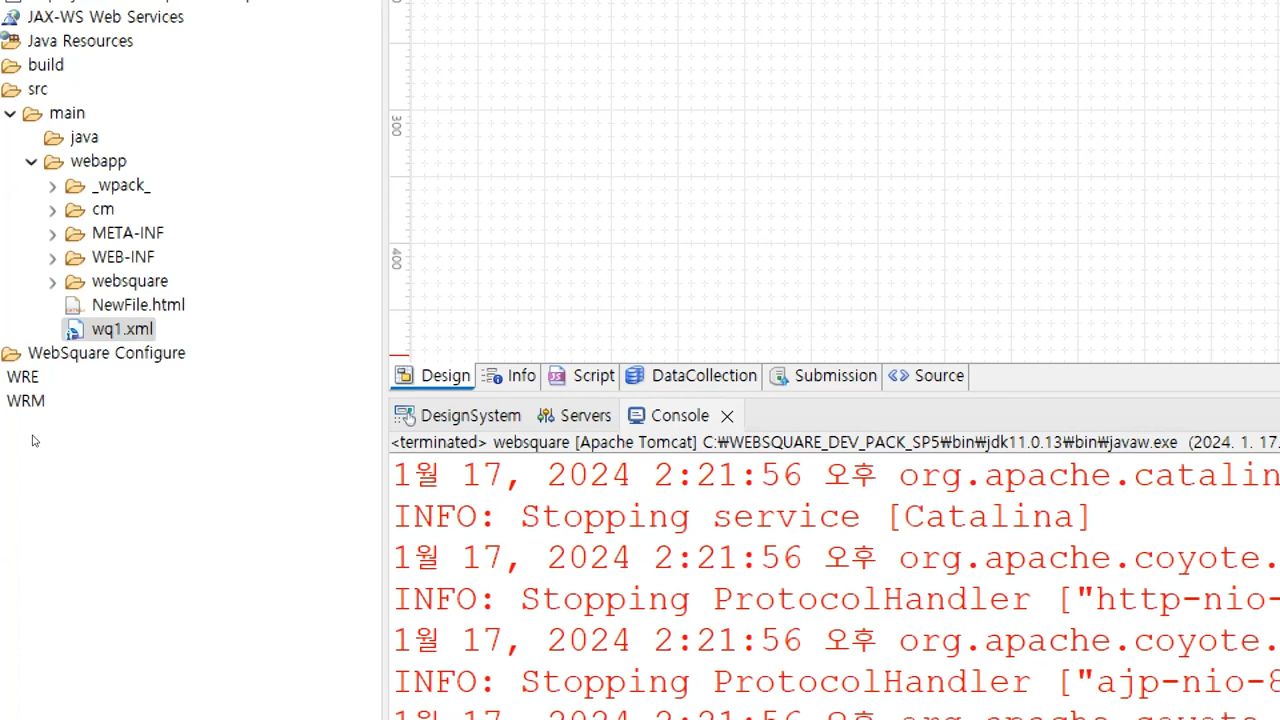 JAX-WS Web Services
Java Resources
build
src
main
java
webapp
_wpack_
cm
META-INF
WEB-INF
websquare
NewFile.html
wq1.xml
WebSquare Configure
WRE
WRM
300
400
Design Info Script DataCollection Submission Source
DesignSystem Servers Console
<terminated> websquare [Apache Tomcat] C:₩WEBSQUARE_DEV_PACK_SP5₩bin₩jdk11.0.13₩bin₩javaw.exe (2024. 1. 17.
1월 17, 2024 2:21:56 오후 org.apache.catalin
INFO: Stopping service [Catalina]
1월 17, 2024 2:21:56 오후 org.apache.coyote.
INFO: Stopping ProtocolHandler ["http-nio-
1월 17, 2024 2:21:56 오후 org.apache.coyote.
INFO: Stopping ProtocolHandler ["ajp-nio-8